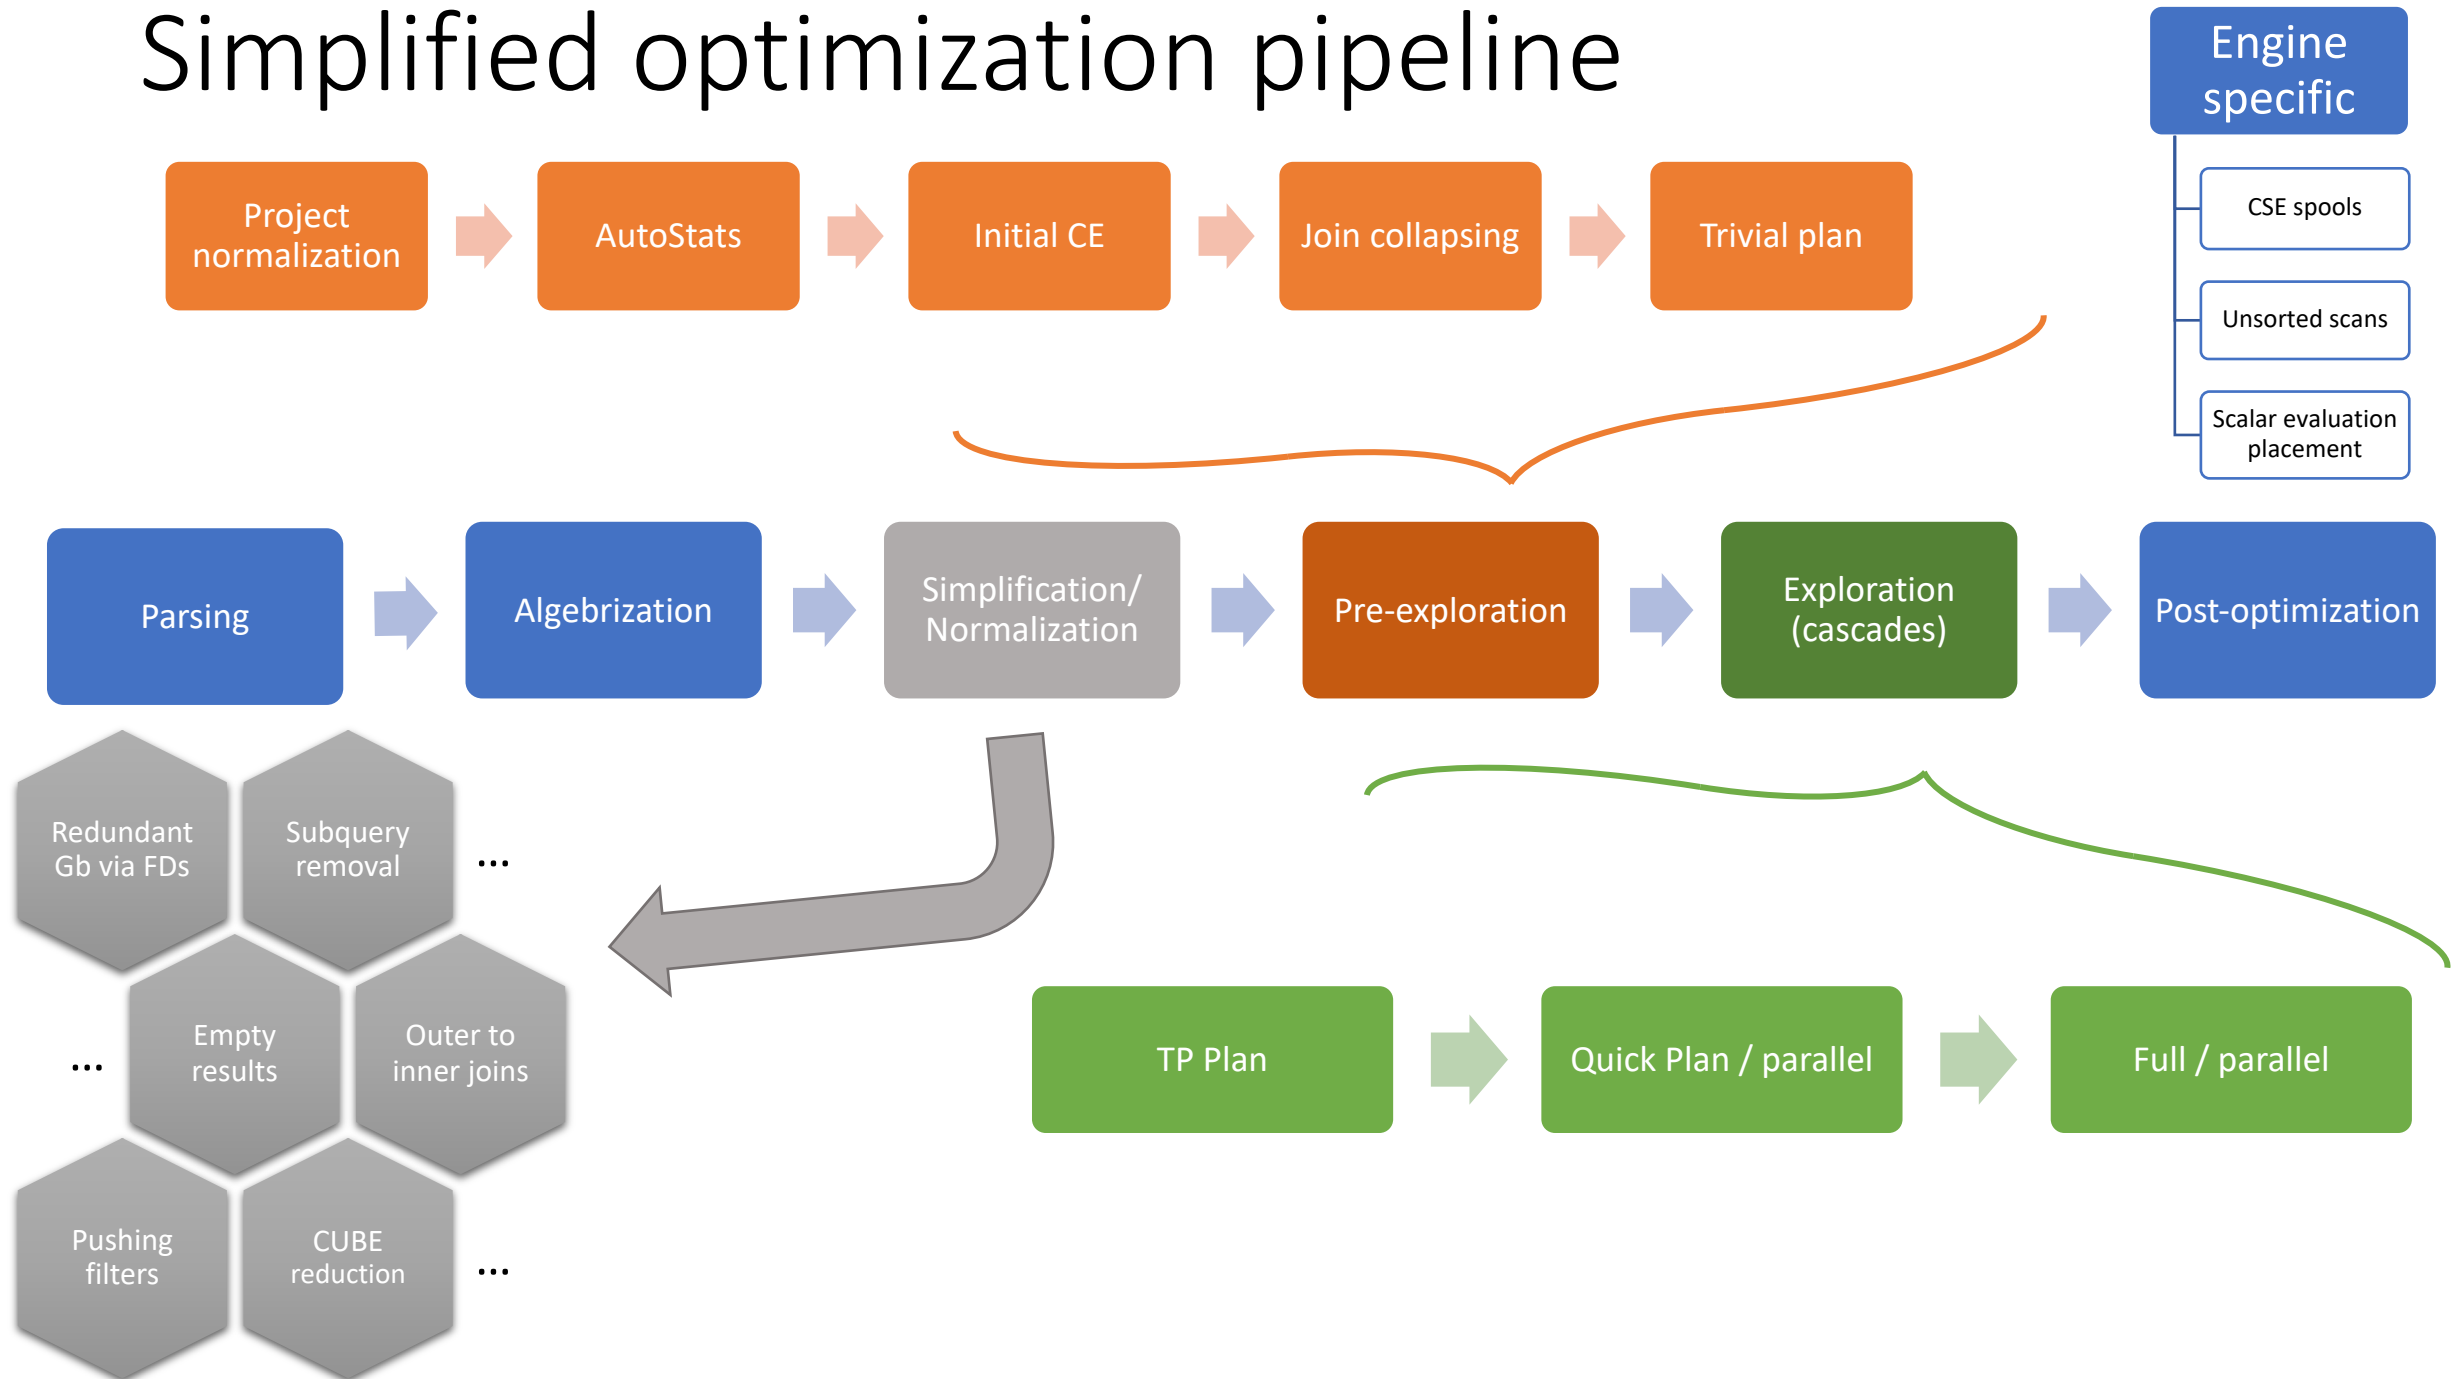 Simplified optimization pipeline
Engine
specific
CSE spools
Unsorted scans
Scalar evaluation
placement
Project
normalization
AutoStats
Initial CE
Join collapsing
Trivial plan
Parsing
Algebrization
Simplification/
Normalization
Pre-exploration
Exploration
(cascades)
Post-optimization
Redundant
Gb via FDs
Subquery
removal
...
...
Empty
results
Outer to
inner joins
Pushing
filters
CUBE
reduction
...
TP Plan
Quick Plan / parallel
Full / parallel